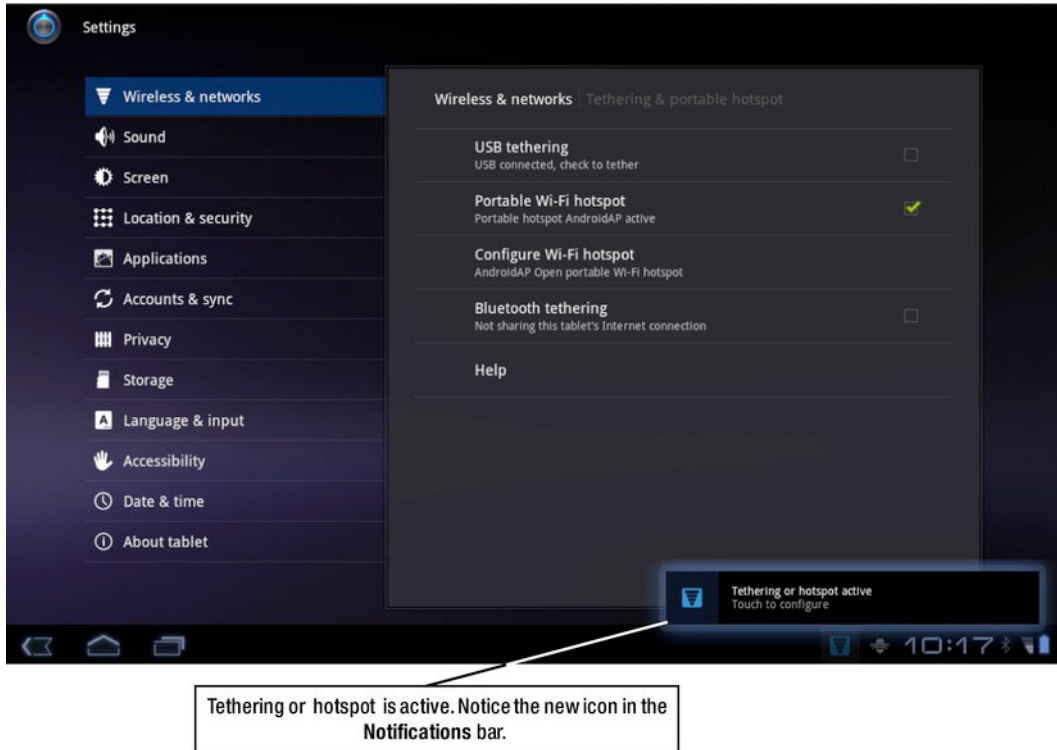 Settings
Wireless & networks
Sound
Screen
Location & security
Applications
Accounts & sync
Privacy
Storage
Language & input
Accessibility
Date & time
About tablet
Wireless & networks Tethering & portable hotspot
USB tethering
USB connected, check to tether
Portable Wi-Fi hotspot
Portable hotspot AndroidAP active
Configure Wi-Fi hotspot
AndroidAP Open portable Wi-Fi hotspot
Bluetooth tethering
Not sharing this tablet's Internet connection
Help
Tethering or hotspot active
Touch to configure
10:17
Tethering or hotspot is active. Notice the new icon in the
Notifications bar.